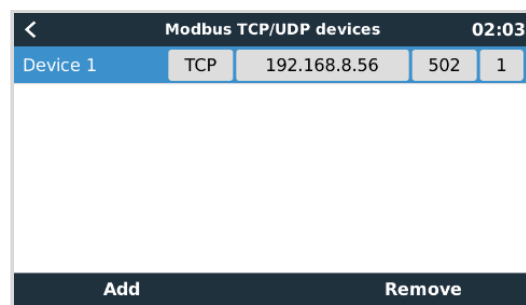 Modbus TCP/UDP devices 02:03
Device 1 TCP 192.168.8.56 502 1
Add Remove